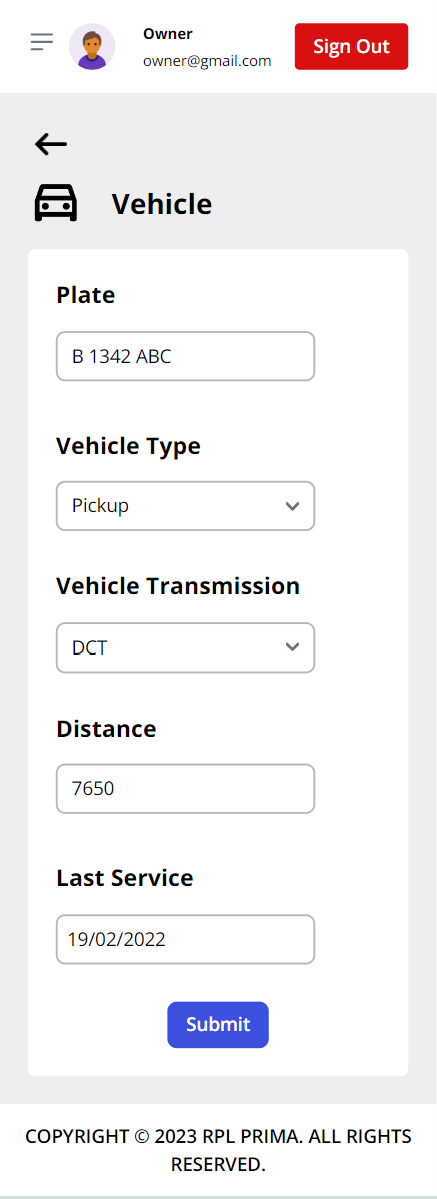 Owner
owner@gmail.com
Sign Out
Vehicle
Plate
B 1342 ABC
Vehicle Type
Pickup
Vehicle Transmission
DCT
Distance
7650
Last Service
19/02/2022
Submit
COPYRIGHT © 2023 RPL PRIMA. ALL RIGHTS
RESERVED.